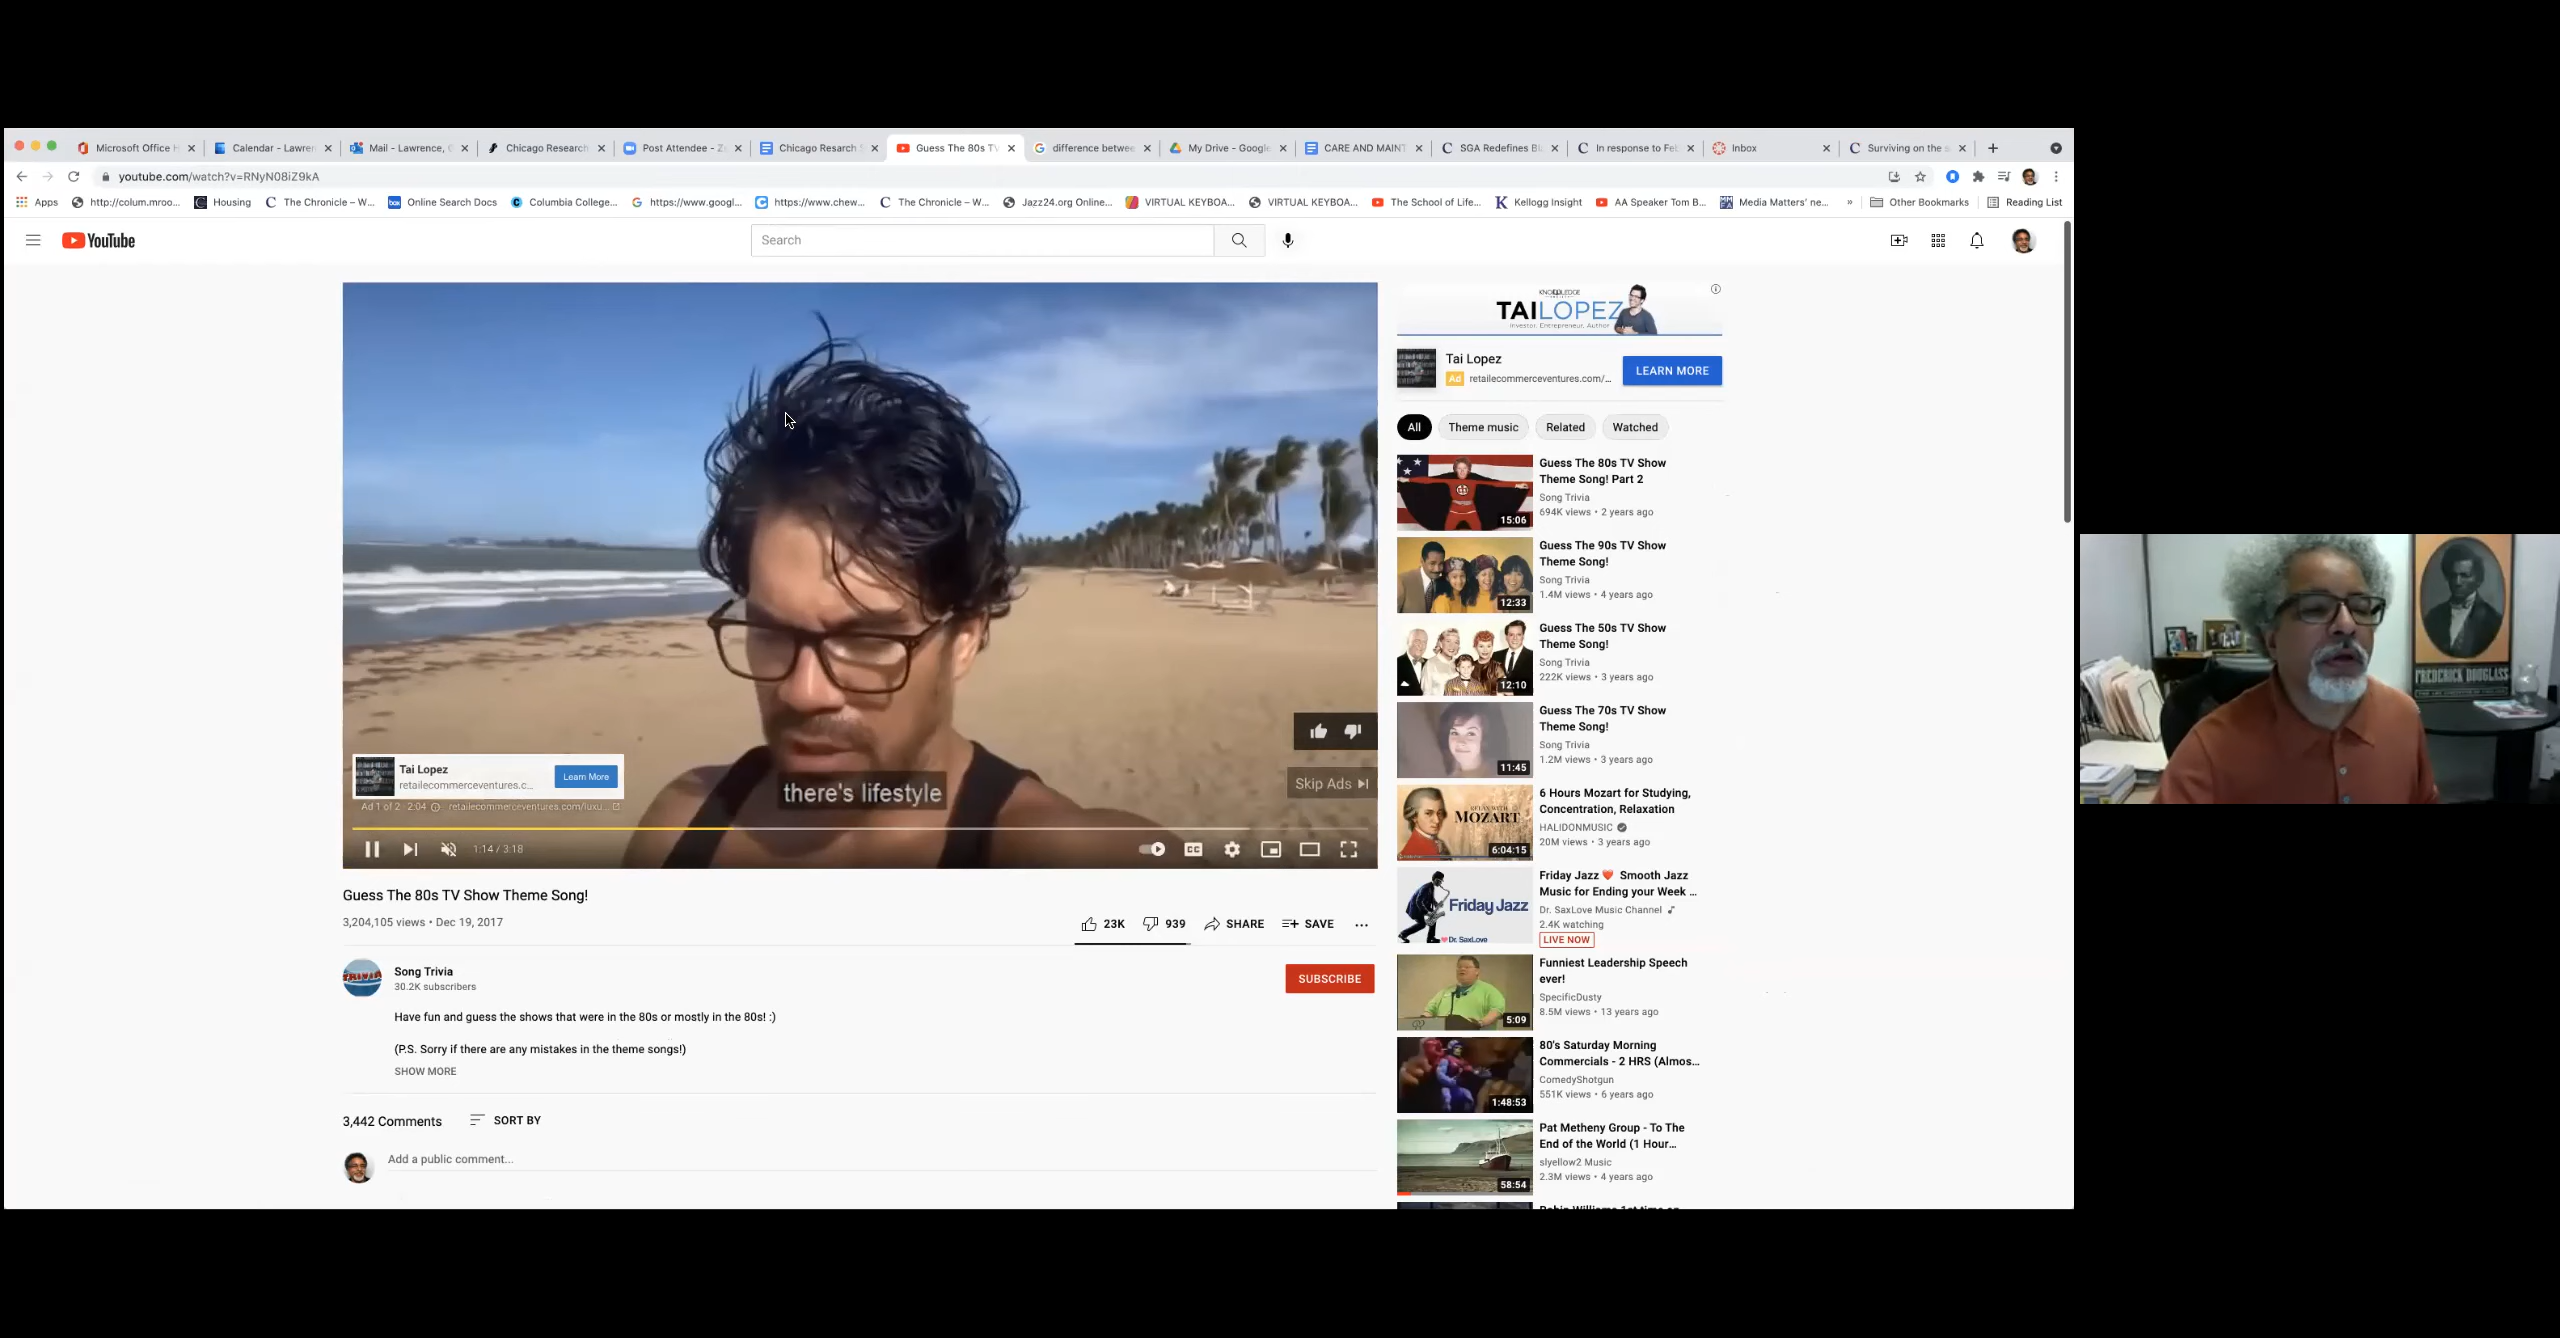 Microsoft Office H
Calendar - Lawren
Mail - Lawrence, 
Chicago Research
Post Attendee - Z
Chicago Resarch S
Guess The 80s TV
difference betwee
My Drive - Google
CARE AND MAINT
SGA Redefines Bl
In response to Feb
Inbox
Surviving on the s
youtube.com/watch?v=RNyN08iZ9kA
Apps
http://colum.mroo...
Housing
The Chronicle – W...
box
Online Search Docs
Columbia College...
https://www.googl...
https://www.chew...
The Chronicle – W...
Jazz24.org Online...
VIRTUAL KEYBOA...
VIRTUAL KEYBOA...
The School of Life...
Kellogg Insight
AA Speaker Tom B...
Media Matters' ne...
»
Other Bookmarks
Reading List
YouTube
Search
there's lifestyle
Tai Lopez
retailecommerceventures.c...
Learn More
Ad 1 of 2 · 2:04
retailecommerceventures.com/luxu...
Skip Ads
1:14 / 3:18
CC
Guess The 80s TV Show Theme Song!
3,204,105 views • Dec 19, 2017
23K
939
SHARE
SAVE
Song Trivia
30.2K subscribers
SUBSCRIBE
Have fun and guess the shows that were in the 80s or mostly in the 80s! :)
(P.S. Sorry if there are any mistakes in the theme songs!)
SHOW MORE
3,442 Comments
SORT BY
Add a public comment...
KNOWLEDGE
TAI LOPEZ
Investor, Entrepreneur, Author
Tai Lopez
Ad retailecommerceventures.com/...
LEARN MORE
All
Theme music
Related
Watched
15:06
Guess The 80s TV Show
Theme Song! Part 2
Song Trivia
694K views • 2 years ago
12:33
Guess The 90s TV Show
Theme Song!
Song Trivia
1.4M views • 4 years ago
12:10
Guess The 50s TV Show
Theme Song!
Song Trivia
222K views • 3 years ago
11:45
Guess The 70s TV Show
Theme Song!
Song Trivia
1.2M views • 3 years ago
RELAX WITH
MOZART
6:04:15
6 Hours Mozart for Studying,
Concentration, Relaxation
HALIDONMUSIC
20M views • 3 years ago
Friday Jazz
Dr. SaxLove
Friday Jazz ❤️ Smooth Jazz
Music for Ending your Week ...
Dr. SaxLove Music Channel
2.4K watching
LIVE NOW
5:09
Funniest Leadership Speech
ever!
SpecificDusty
8.5M views • 13 years ago
1:48:53
80's Saturday Morning
Commercials - 2 HRS (Almos...
ComedyShotgun
551K views • 6 years ago
58:54
Pat Metheny Group - To The
End of the World (1 Hour...
slyellow2 Music
2.3M views • 4 years ago
FREDERICK DOUGLASS